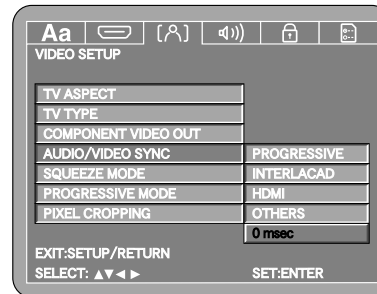 Aa
VIDEO SETUP
TV ASPECT
TV TYPE
COMPONENT VIDEO OUT
AUDIO/VIDEO SYNC PROGRESSIVE
SQUEEZE MODE INTERLACAD
PROGRESSIVE MODE HDMI
PIXEL CROPPING OTHERS
0 msec
EXIT:SETUP/RETURN
SELECT: ▲▼◄► SET:ENTER